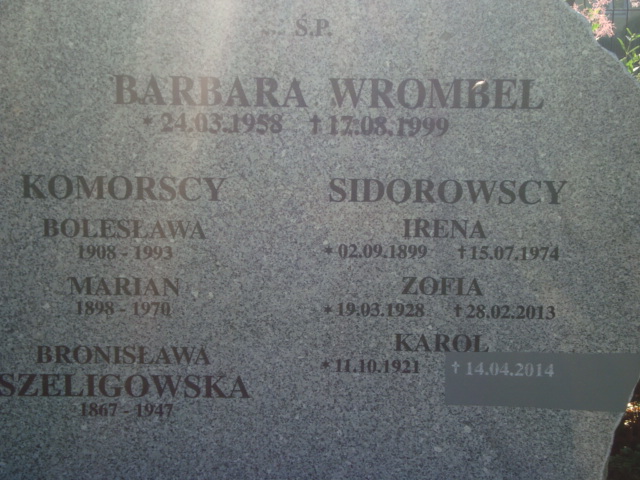 Ś.P.
BARBARA WROMBEL
* 24.03.1958 † 17.08.1999
KOMORSCY
BOLESŁAWA
1908 - 1993
MARIAN
1898 - 1970
BRONISŁAWA
SZELIGOWSKA
1867 - 1947
SIDOROWSCY
IRENA
* 02.09.1899 † 15.07.1974
ZOFIA
* 19.03.1928 † 28.02.2013
KAROL
* 11.10.1921 † 14.04.2014